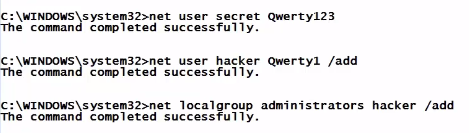 C:\WINDOWS\system32>net user secret Qwerty123
The command completed successfully.
C:\WINDOWS\system32>net user hacker Qwerty1 /add
The command completed successfully.
C:\WINDOWS\system32>net localgroup administrators hacker /add
The command completed successfully.